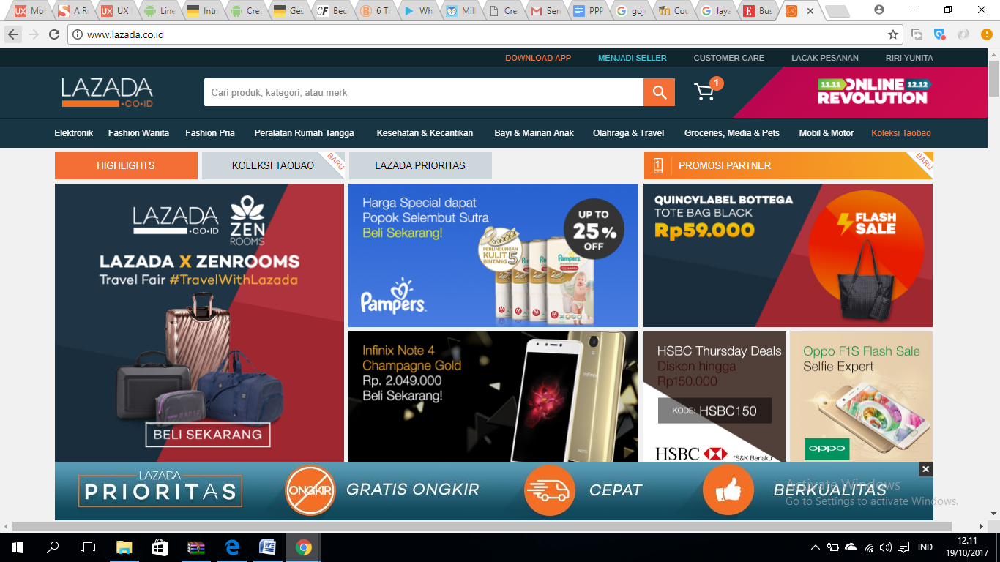 Mol
A R
UX
Line
Intro
Crea
Ges
Bec
6 Th
Wh
Mill
Cre
Sen
PPP
goji
Cou
laya
Bus
www.lazada.co.id
DOWNLOAD APP MENJADI SELLER CUSTOMER CARE LACAK PESANAN RIRI YUNITA
LAZADA
.CO.ID
Cari produk, kategori, atau merk
1
11.11 ONLINE 12.12
REVOLUTION
Elektronik Fashion Wanita Fashion Pria Peralatan Rumah Tangga Kesehatan & Kecantikan Bayi & Mainan Anak Olahraga & Travel Groceries, Media & Pets Mobil & Motor Koleksi Taobao
HIGHLIGHTS
KOLEKSI TAOBAO
BARU
LAZADA PRIORITAS
PROMOSI PARTNER
BARU
LAZADA
.CO.ID
ZEN
ROOMS
LAZADA X ZENROOMS
Travel Fair #TravelWithLazada
BELI SEKARANG
Harga Special dapat
Popok Selembut Sutra
Beli Sekarang!
UP TO
25%
OFF
PERLINDUNGAN
KULIT
BINTANG 5
Pampers
Pampers.
QUINCYLABEL BOTTEGA
TOTE BAG BLACK
Rp59.000
FLASH
SALE
Infinix Note 4
Champagne Gold
Rp. 2.049.000
Beli Sekarang!
Infinix
NOTE
HSBC Thursday Deals
Diskon hingga
Rp150.000
KODE: HSBC150
HSBC
*S&K Berlaku
Oppo F1S Flash Sale
Selfie Expert
oppo
LAZADA
PRIORITAS
ONGKIR
GRATIS ONGKIR
CEPAT
BERKUALITAS
Activate Windows
Go to Settings to activate Windows.
IND
12.11
19/10/2017